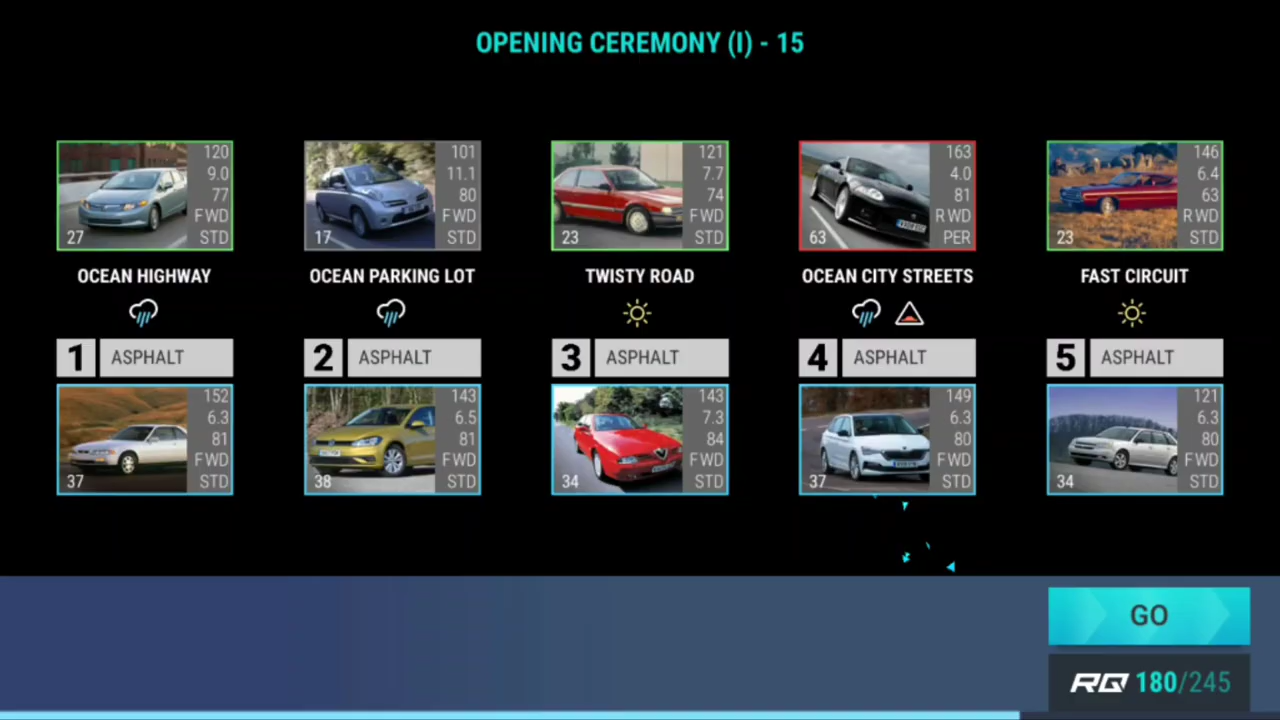 OPENING CEREMONY (I) - 15
120
9.0
77
FWD
STD
27
101
11.1
80
FWD
STD
17
121
7.7
74
FWD
STD
23
163
4.0
81
RWD
PER
63
146
6.4
63
RWD
STD
23
OCEAN HIGHWAY
OCEAN PARKING LOT
TWISTY ROAD
OCEAN CITY STREETS
FAST CIRCUIT
1 ASPHALT
2 ASPHALT
3 ASPHALT
4 ASPHALT
5 ASPHALT
152
6.3
81
FWD
STD
37
143
6.5
81
FWD
STD
38
143
7.3
84
FWD
STD
34
149
6.3
80
FWD
STD
37
121
6.3
80
FWD
STD
34
GO
RQ 180/245